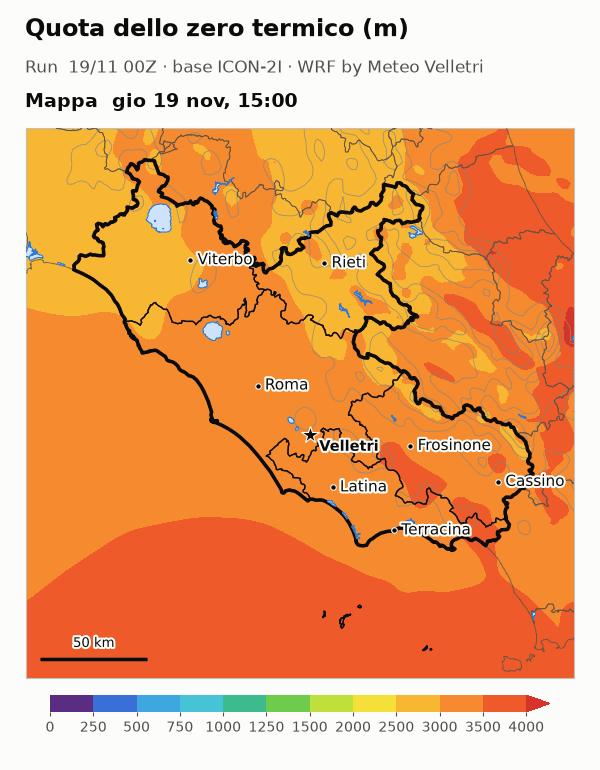 Quota dello zero termico (m)
Run  19/11 00Z · base ICON-2I · WRF by Meteo Velletri
Mappa  gio 19 nov, 15:00
Viterbo
Rieti
Roma
Velletri
Frosinone
Cassino
Latina
Terracina
50 km
0 250 500 750 1000 1250 1500 2000 2500 3000 3500 4000